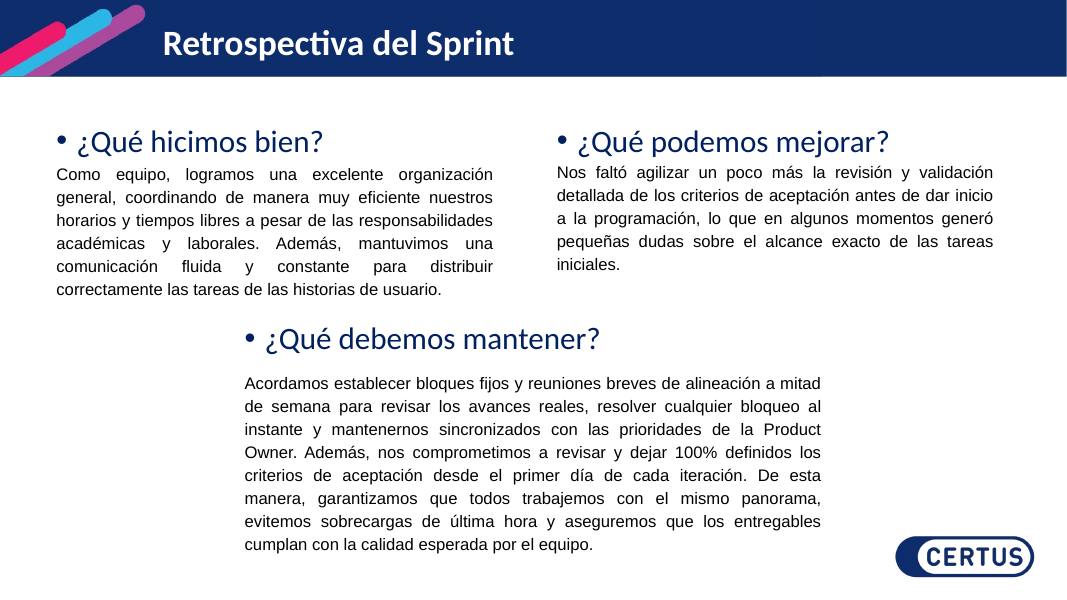 Retrospectiva del Sprint
• ¿Qué hicimos bien?
Como equipo, logramos una excelente organización
general, coordinando de manera muy eficiente nuestros
horarios y tiempos libres a pesar de las responsabilidades
académicas y laborales. Además, mantuvimos una
comunicación fluida y constante para distribuir
correctamente las tareas de las historias de usuario.
• ¿Qué podemos mejorar?
Nos faltó agilizar un poco más la revisión y validación
detallada de los criterios de aceptación antes de dar inicio
a la programación, lo que en algunos momentos generó
pequeñas dudas sobre el alcance exacto de las tareas
iniciales.
• ¿Qué debemos mantener?
Acordamos establecer bloques fijos y reuniones breves de alineación a mitad
de semana para revisar los avances reales, resolver cualquier bloqueo al
instante y mantenernos sincronizados con las prioridades de la Product
Owner. Además, nos comprometimos a revisar y dejar 100% definidos los
criterios de aceptación desde el primer día de cada iteración. De esta
manera, garantizamos que todos trabajemos con el mismo panorama,
evitemos sobrecargas de última hora y aseguremos que los entregables
cumplan con la calidad esperada por el equipo.
CERTUS